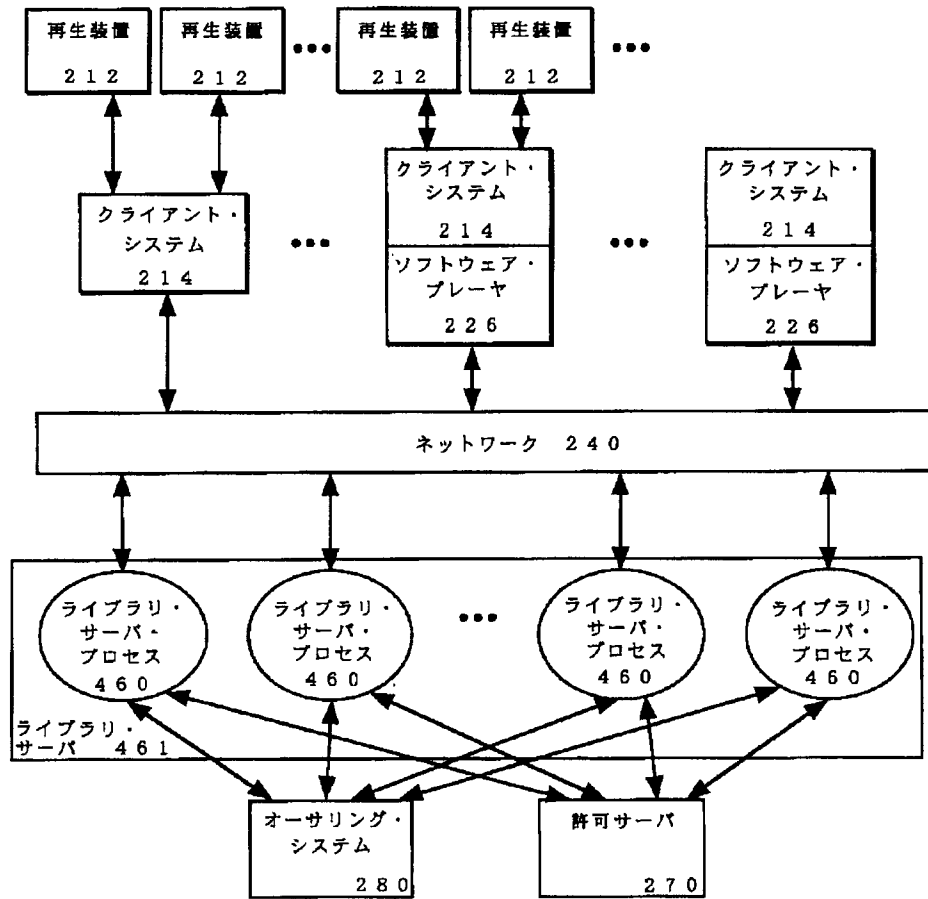 再生装置
212
再生装置
212
•••
再生装置
212
再生装置
212
•••
クライアント・
システム
214
•••
クライアント・
システム
214
ソフトウェア・
プレーヤ
226
•••
クライアント・
システム
214
ソフトウェア・
プレーヤ
226
ネットワーク 240
ライブラリ・
サーバ・
プロセス
460
ライブラリ・
サーバ・
プロセス
460
•••
ライブラリ・
サーバ・
プロセス
460
ライブラリ・
サーバ・
プロセス
460
ライブラリ・
サーバ 461
オーサリング・
システム
280
許可サーバ
270